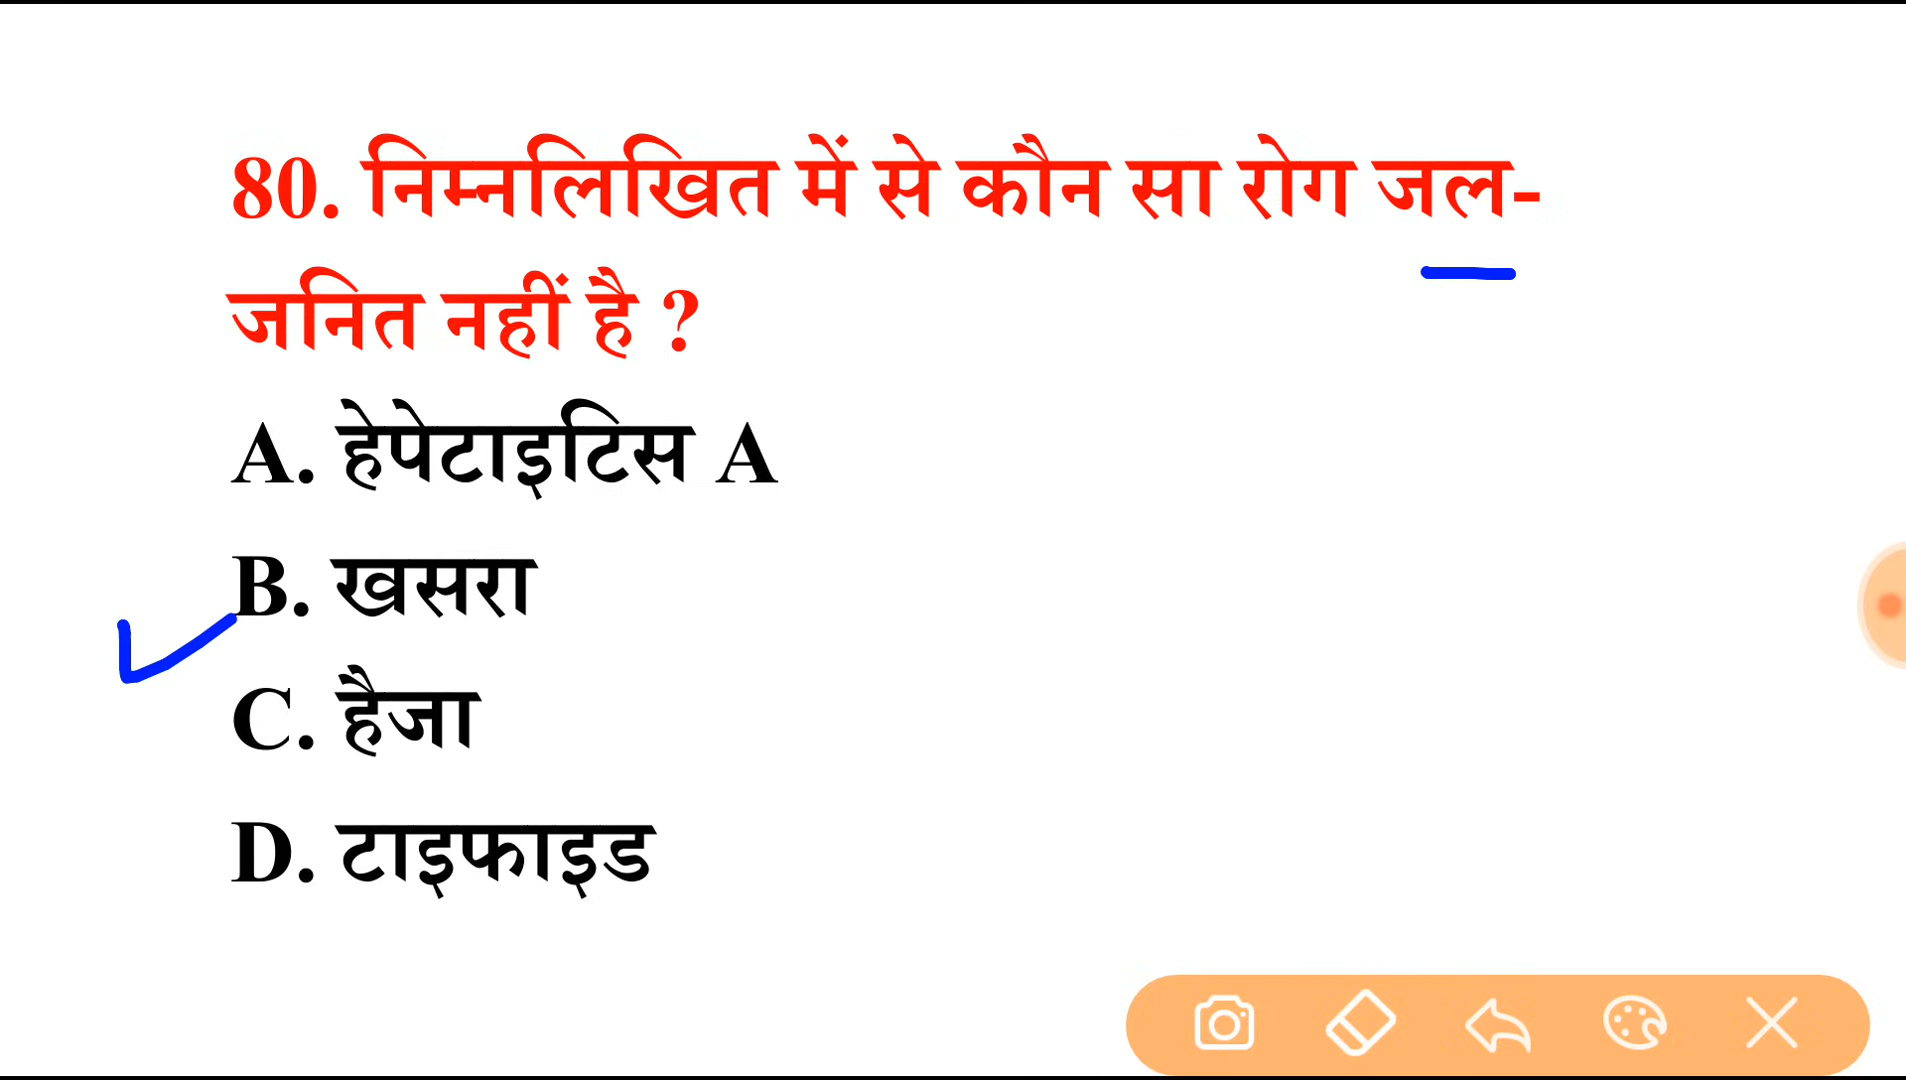 80. निम्नलिखित में से कौन सा रोग जल-
जनित नहीं है ?
A. हेपेटाइटिस A
B. खसरा
C. हैजा
D. टाइफाइड